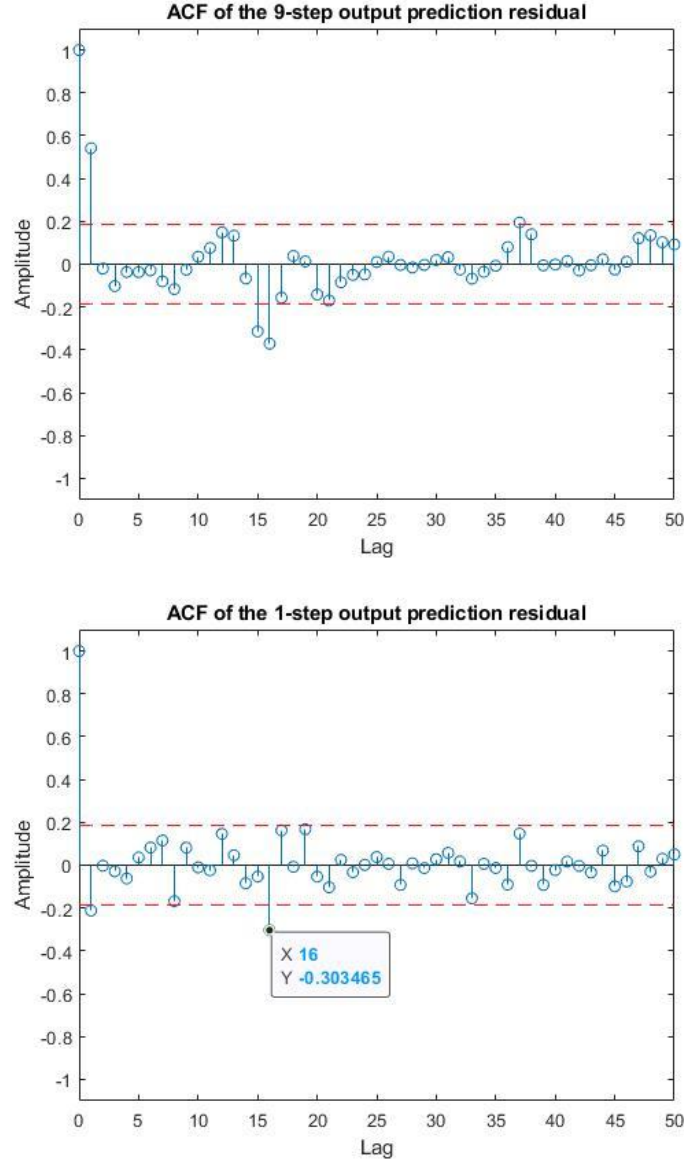 ACF of the 9-step output prediction residual
1
0.8
0.6
0.4
0.2
0
-0.2
-0.4
-0.6
-0.8
-1
Amplitude
0 5 10 15 20 25 30 35 40 45 50
Lag
ACF of the 1-step output prediction residual
1
0.8
0.6
0.4
0.2
0
-0.2
-0.4
-0.6
-0.8
-1
Amplitude
X 16
Y -0.303465
0 5 10 15 20 25 30 35 40 45 50
Lag